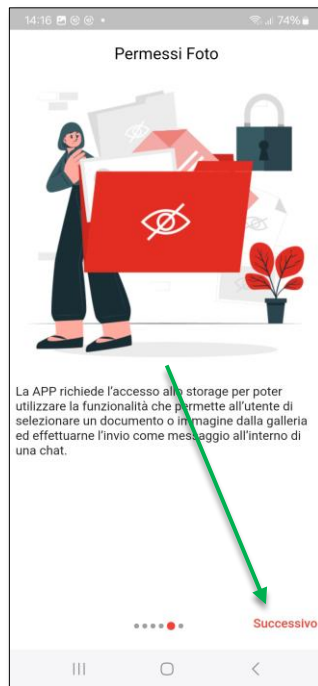 14:16
74%
Permessi Foto
La APP richiede l'accesso allo storage per poter
utilizzare la funzionalità che permette all'utente di
selezionare un documento o immagine dalla galleria
ed effettuarne l'invio come messaggio all'interno di
una chat.
Successivo